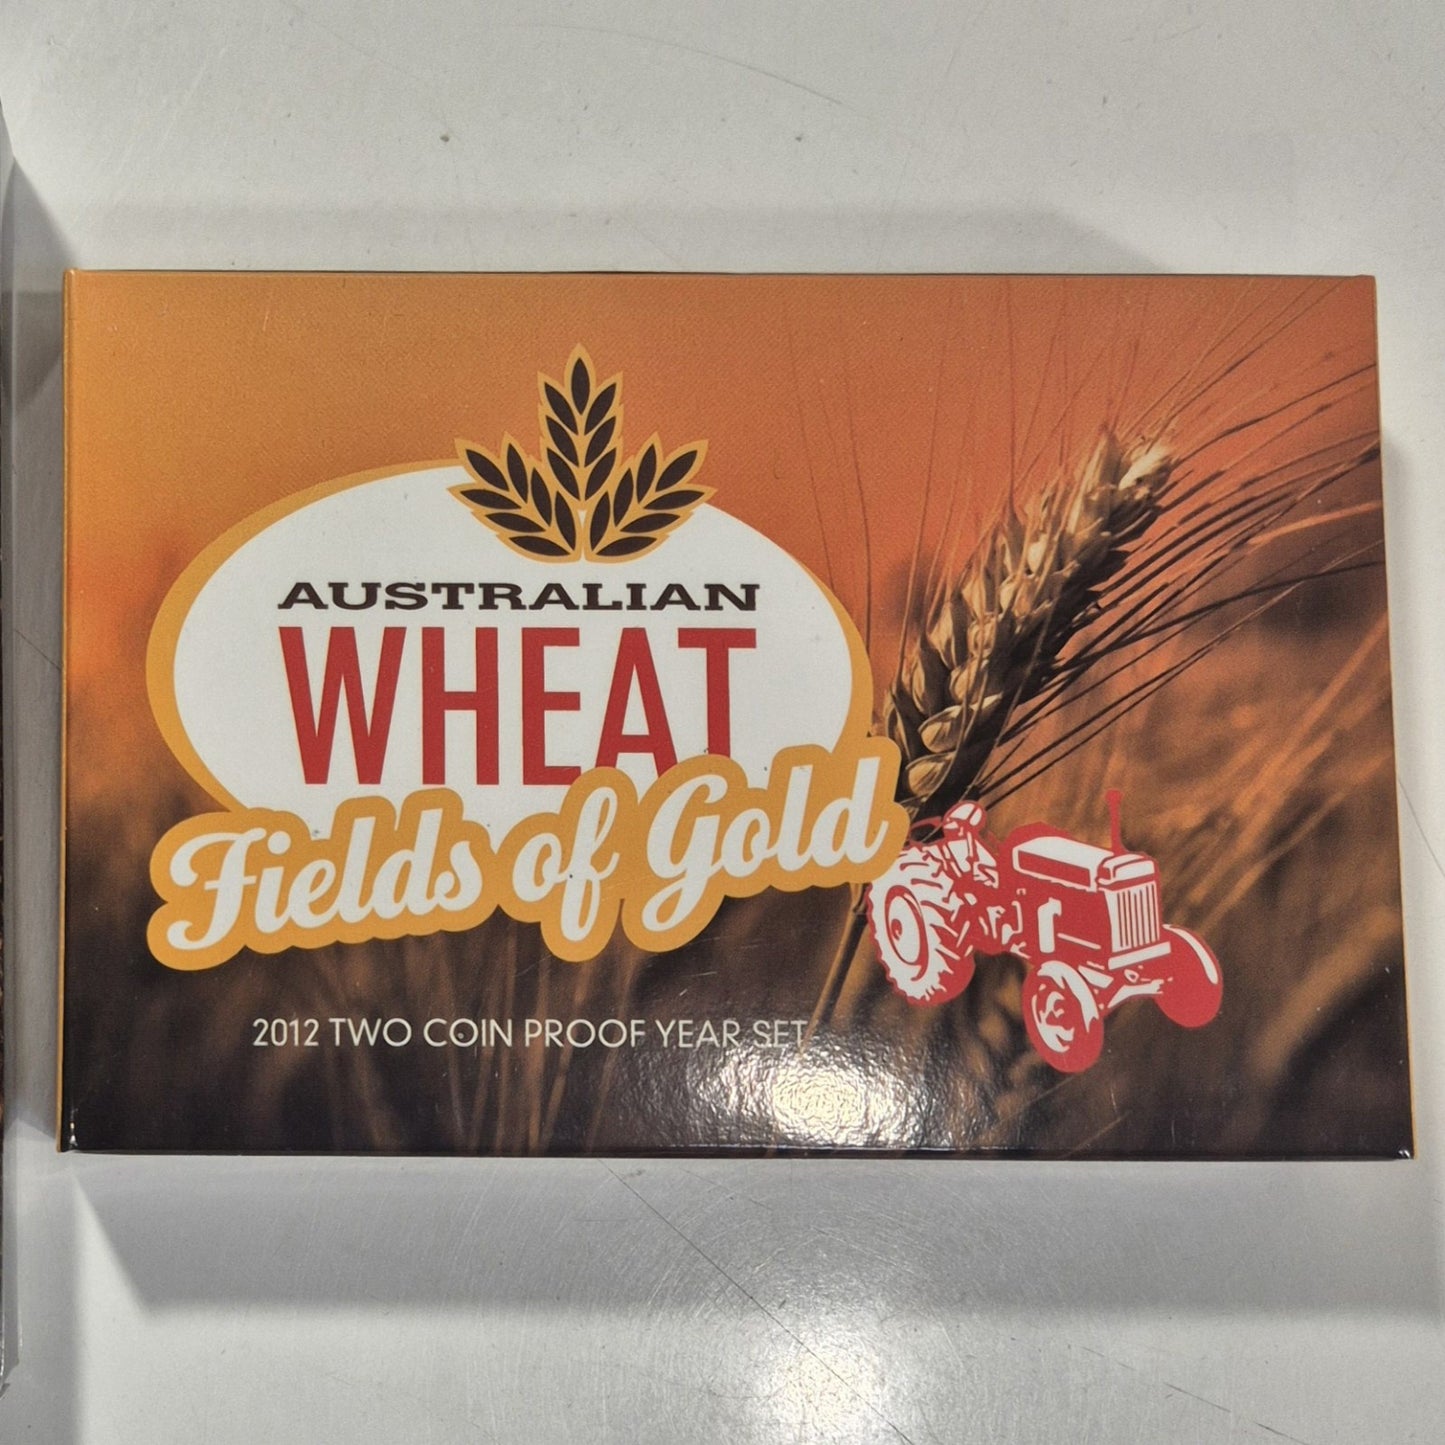 AUSTRALIAN
WHEAT
Fields of Gold
2012 TWO COIN PROOF YEAR SET